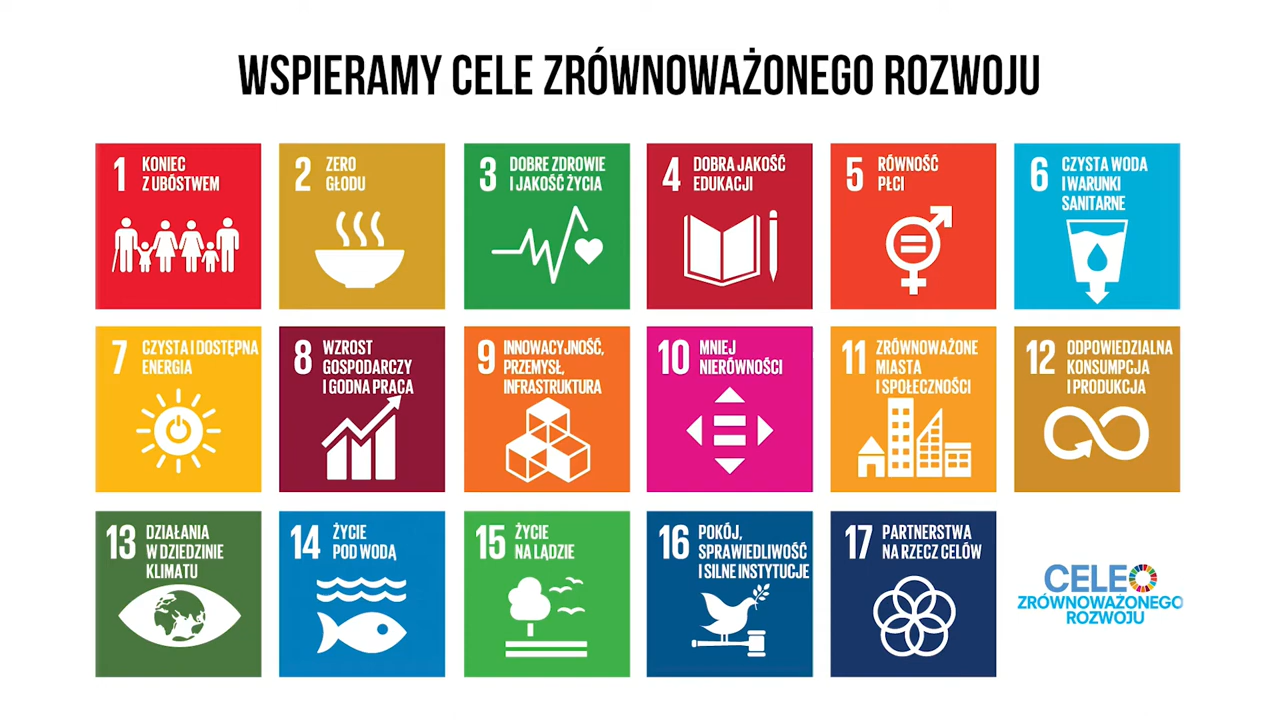 WSPIERAMY CELE ZRÓWNOWAŻONEGO ROZWOJU
1 KONIEC
Z UBÓSTWEM
2 ZERO
GŁODU
3 DOBRE ZDROWIE
I JAKOŚĆ ŻYCIA
4 DOBRA JAKOŚĆ
EDUKACJI
5 RÓWNOŚĆ
PŁCI
6 CZYSTA WODA
I WARUNKI
SANITARNE
7 CZYSTA I DOSTĘPNA
ENERGIA
8 WZROST
GOSPODARCZY
I GODNA PRACA
9 INNOWACYJNOŚĆ,
PRZEMYSŁ,
INFRASTRUKTURA
10 MNIEJ
NIERÓWNOŚCI
11 ZRÓWNOWAŻONE
MIASTA
I SPOŁECZNOŚCI
12 ODPOWIEDZIALNA
KONSUMPCJA
I PRODUKCJA
13 DZIAŁANIA
W DZIEDZINIE
KLIMATU
14 ŻYCIE
POD WODĄ
15 ŻYCIE
NA LĄDZIE
16 POKÓJ,
SPRAWIEDLIWOŚĆ
I SILNE INSTYTUCJE
17 PARTNERSTWA
NA RZECZ CELÓW
CELE
ZRÓWNOWAŻONEGO
ROZWOJU